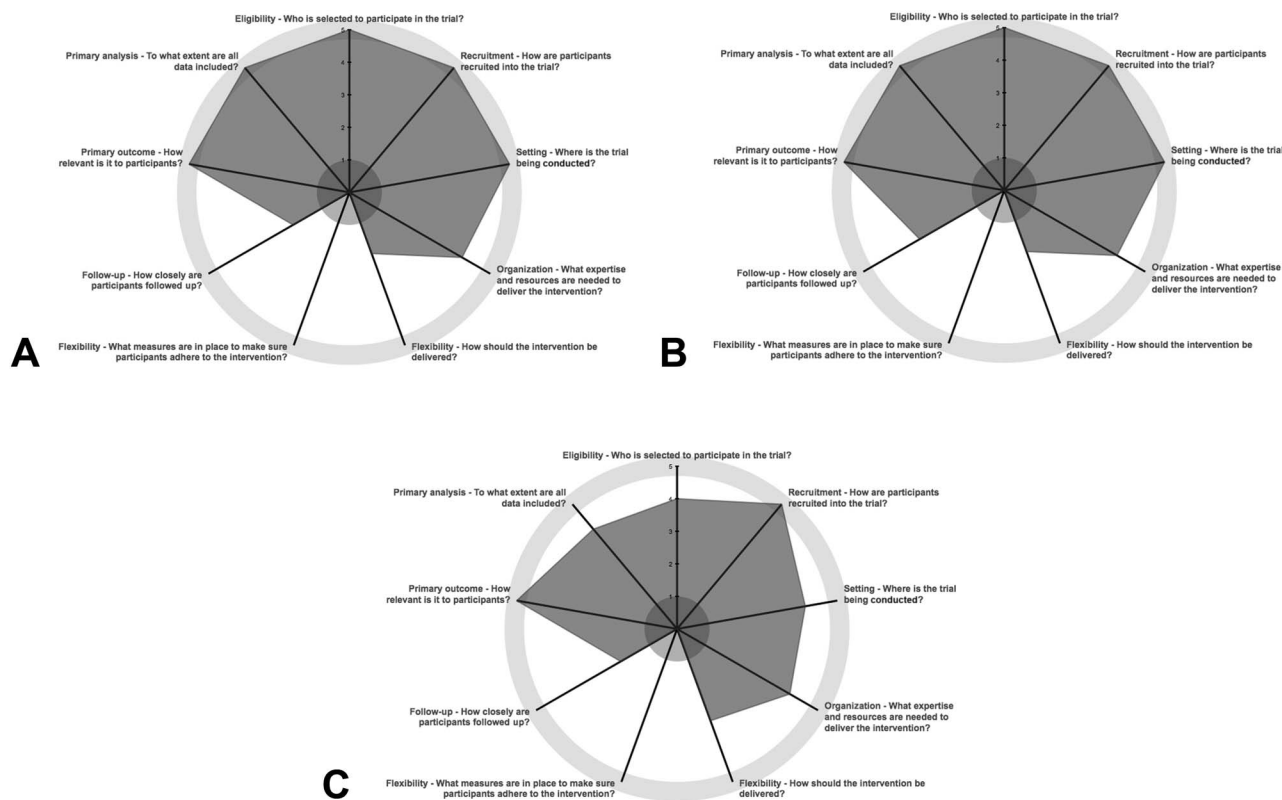 Eligibility - Who is selected to participate in the trial?
5
4
3
2
1
Primary analysis - To what extent are all
data included?
Recruitment - How are participants
recruited into the trial?
Primary outcome - How
relevant is it to participants?
Setting - Where is the trial
being conducted?
Follow-up - How closely are
participants followed up?
Organization - What expertise
and resources are needed to
deliver the intervention?
Flexibility - What measures are in place to make sure
participants adhere to the intervention?
Flexibility - How should the intervention be
delivered?
A
Eligibility - Who is selected to participate in the trial?
5
4
3
2
1
Primary analysis - To what extent are all
data included?
Recruitment - How are participants
recruited into the trial?
Primary outcome - How
relevant is it to participants?
Setting - Where is the trial
being conducted?
Follow-up - How closely are
participants followed up?
Organization - What expertise
and resources are needed to
deliver the intervention?
Flexibility - What measures are in place to make sure
participants adhere to the intervention?
Flexibility - How should the intervention be
delivered?
B
Eligibility - Who is selected to participate in the trial?
5
4
3
2
1
Primary analysis - To what extent are all
data included?
Recruitment - How are participants
recruited into the trial?
Primary outcome - How
relevant is it to participants?
Setting - Where is the trial
being conducted?
Follow-up - How closely are
participants followed up?
Organization - What expertise
and resources are needed to
deliver the intervention?
Flexibility - What measures are in place to make sure
participants adhere to the intervention?
Flexibility - How should the intervention be
delivered?
C